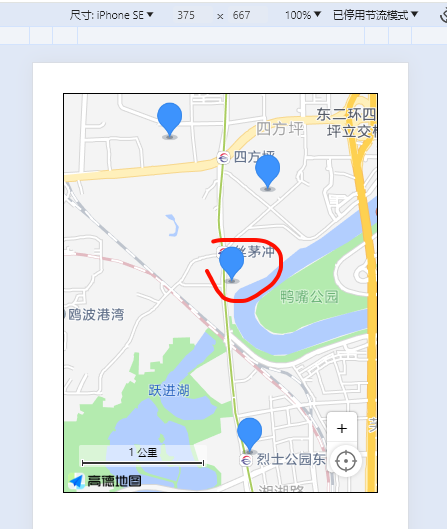 尺寸: iPhone SE 375 × 667 100% 已停用节流模式
四方坪
东二环四
坪立交桥
四方坪
丝茅冲
鸭嘴公园
鸥波港湾
跃进湖
+
1 公里
烈士公园东
高德地图
湘湖路